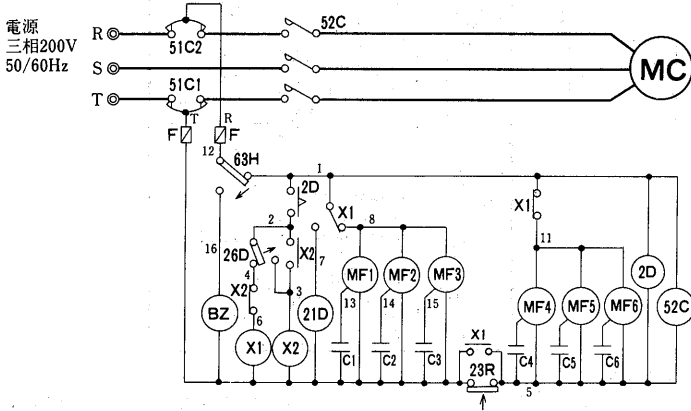 電源
三相200V
50/60Hz
R
51C2
52C
S
MC
T
51C1
T
R
F
F
12
63H
1
2D
X1
8
X1
2
26D
X2
7
11
16
4
3
MF1
MF2
MF3
2D
X2
13
14
15
MF4
MF5
MF6
52C
BZ
6
21D
X1
X1
X2
C1
C2
C3
23R
C4
C5
C6
5